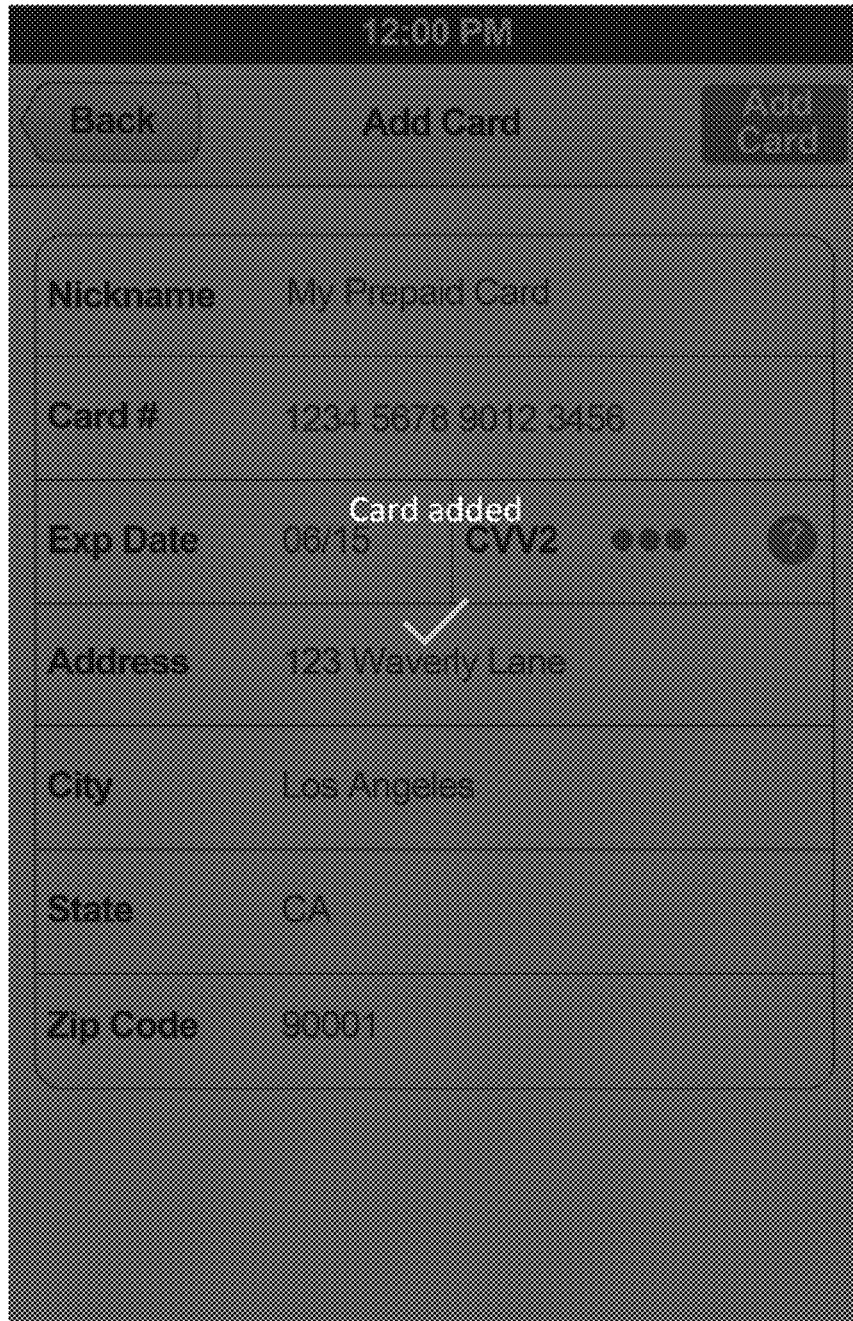 12:00 PM
Back Add Card Add
Card
Nickname My Prepaid Card
Card # 1234 5678 9012 3456
Card added
Exp Date 06/15 CVV2 ●●● ?
Address 123 Waverly Lane
City Los Angeles
State CA
Zip Code 90001